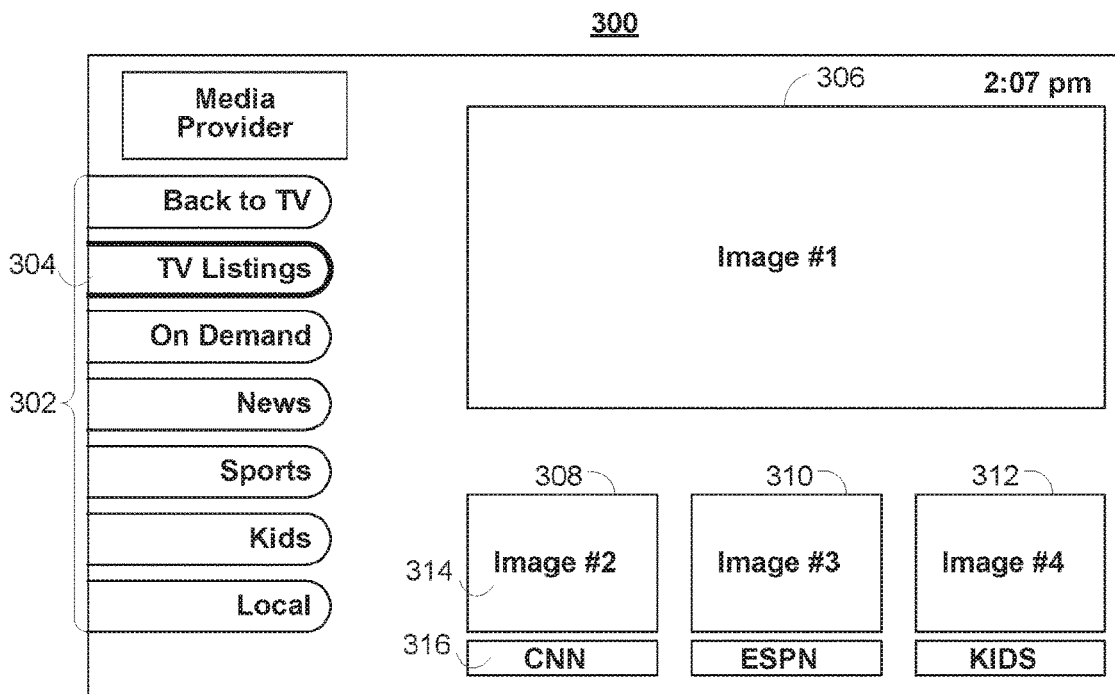 300
306
2:07 pm
Media
Provider
Back to TV
304
TV Listings
Image #1
On Demand
302
News
Sports
Kids
Local
308
310
312
Image #2
Image #3
Image #4
314
316
CNN
ESPN
KIDS